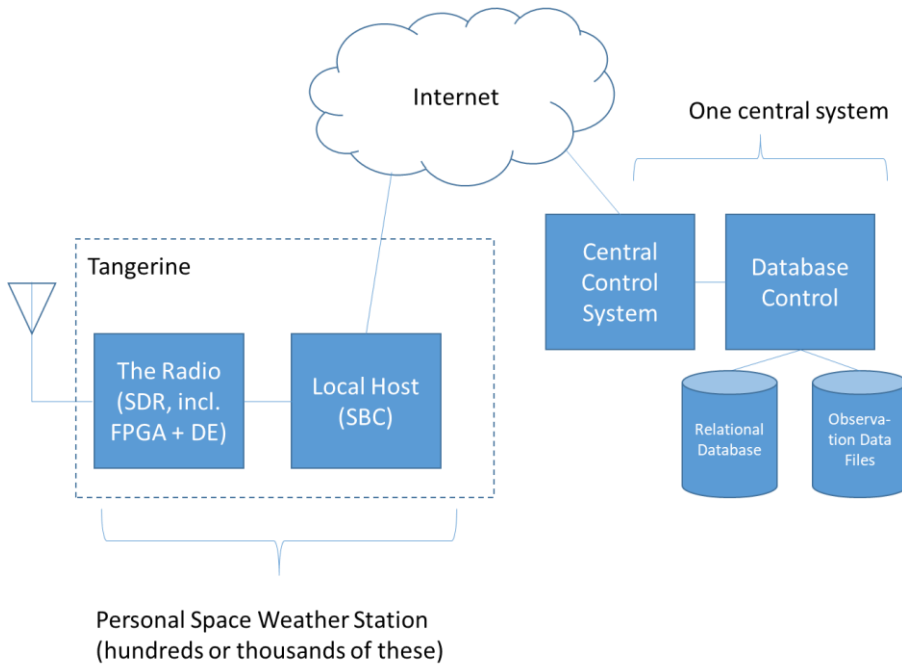 Internet
One central system
Central
Control
System
Database
Control
Tangerine
The Radio
(SDR, incl.
FPGA + DE)
Local Host
(SBC)
Relational
Database
Observa-
tion Data
Files
Personal Space Weather Station
(hundreds or thousands of these)